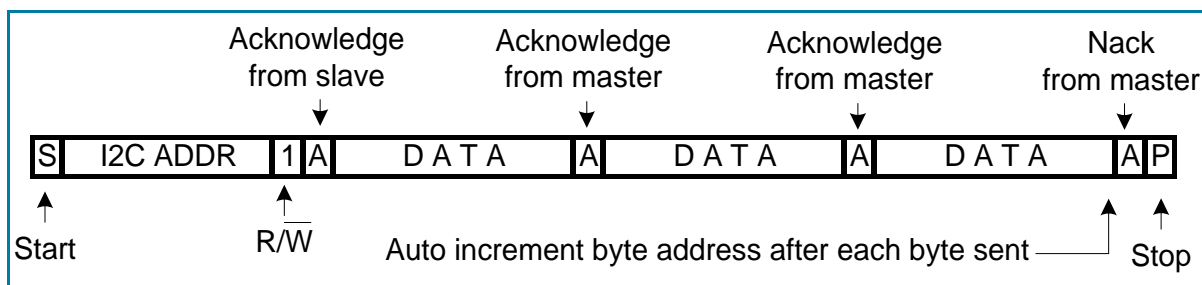 Acknowledge from slave
Acknowledge from master
Acknowledge from master
Nack from master
S I2C ADDR 1 A D A T A A D A T A A D A T A A P
Start
R/W̅
Auto increment byte address after each byte sent
Stop